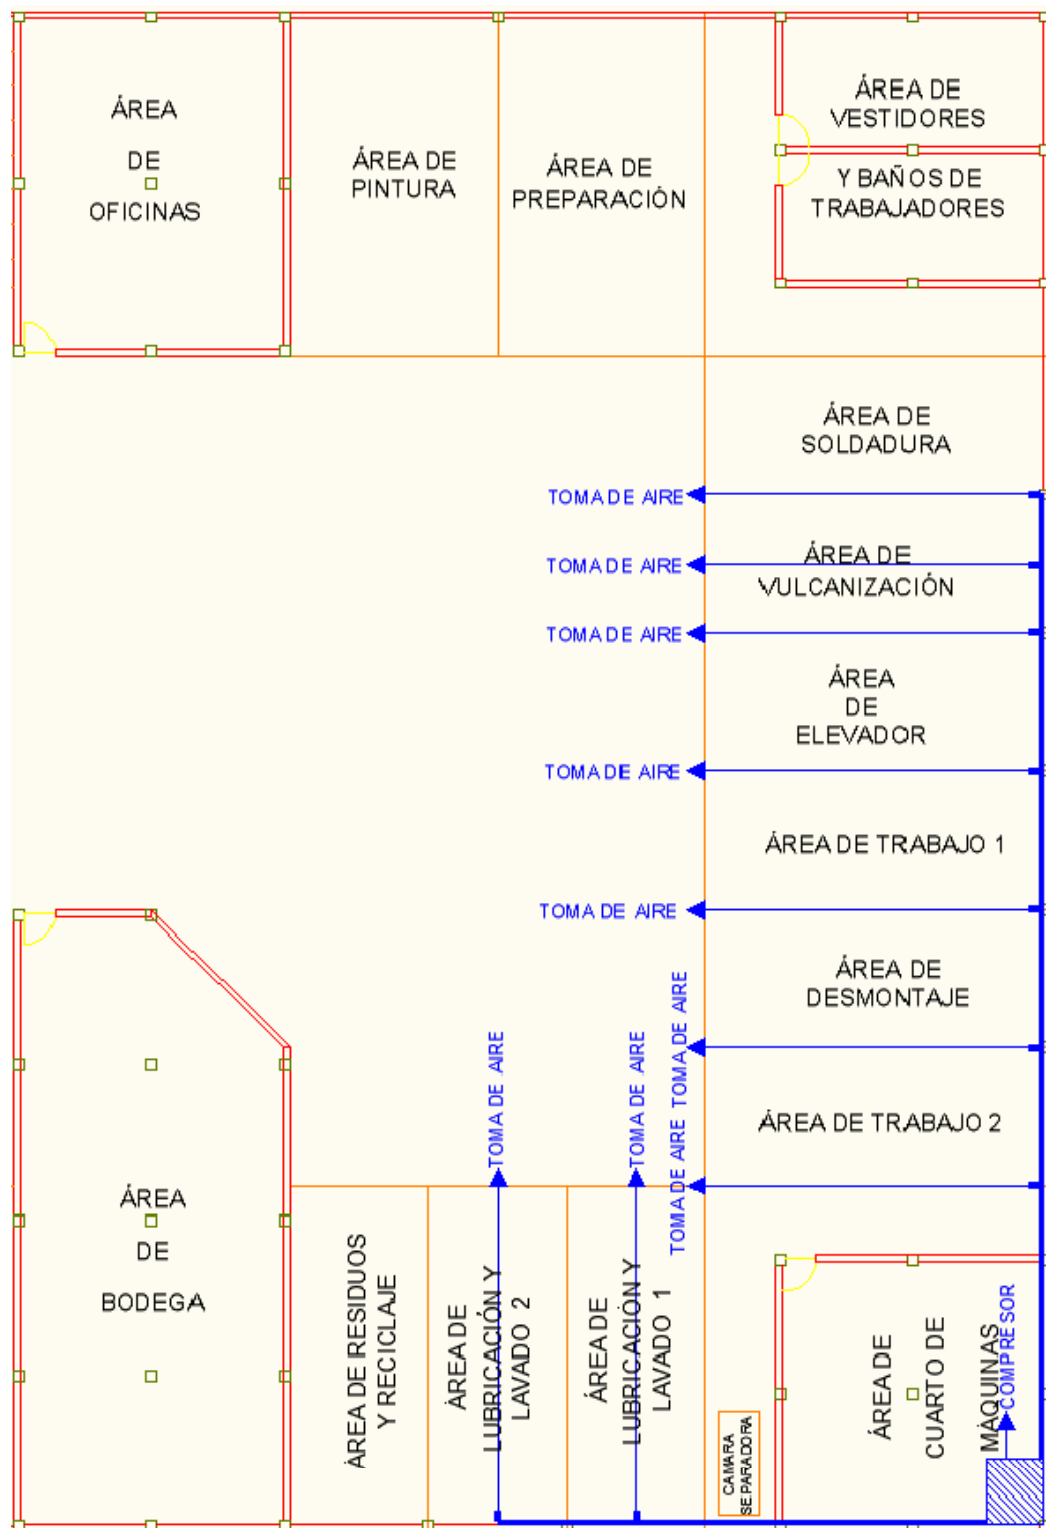 ÁREA
DE
OFICINAS
ÁREA DE
PINTURA
ÁREA DE
PREPARACIÓN
ÁREA DE
VESTIDORES
Y BAÑOS DE
TRABAJADORES
ÁREA DE
SOLDADURA
TOMA DE AIRE
TOMA DE AIRE
ÁREA DE
VULCANIZACIÓN
TOMA DE AIRE
ÁREA
DE
ELEVADOR
TOMA DE AIRE
ÁREA DE TRABAJO 1
TOMA DE AIRE
ÁREA DE
DESMONTAJE
TOMA DE AIRE
TOMA DE AIRE
TOMA DE AIRE
TOMA DE AIRE
ÁREA DE TRABAJO 2
ÁREA
DE
BODEGA
ÁREA DE RESIDUOS
Y RECICLAJE
ÁREA DE
LUBRICACIÓN Y
LAVADO 2
ÁREA DE
LUBRICACIÓN Y
LAVADO 1
CAMARA
SEPARADORA
ÁREA DE
CUARTO DE
MÁQUINAS
COMPRESOR